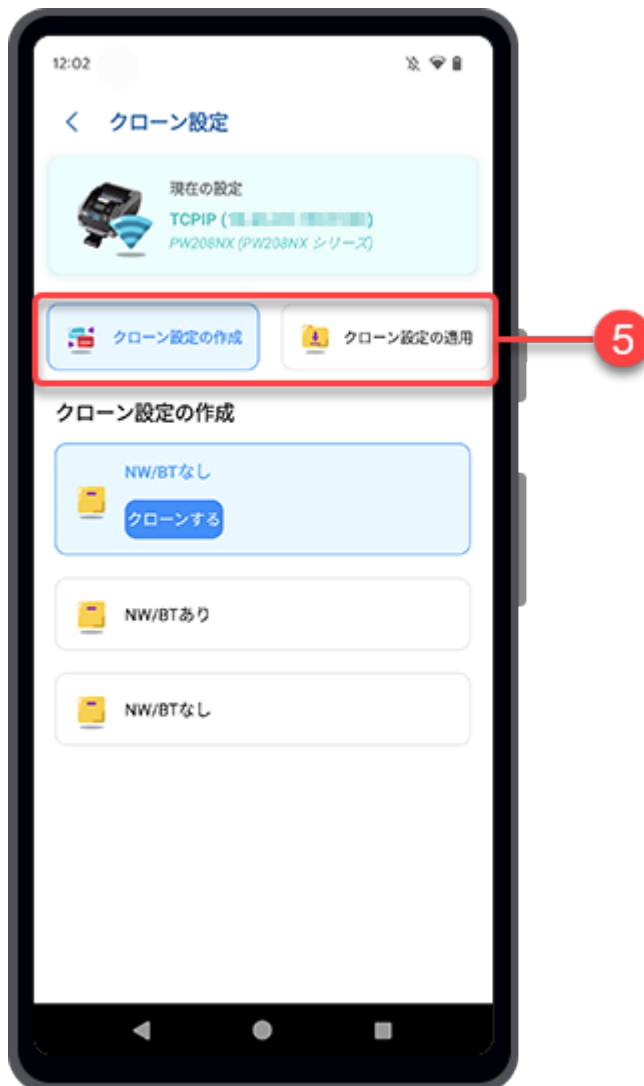 12:02
クローン設定
現在の設定
TCPIP (1 )
PW208NX (PW208NX シリーズ)
クローン設定の作成
クローン設定の適用
5
クローン設定の作成
NW/BTなし
クローンする
NW/BTあり
NW/BTなし